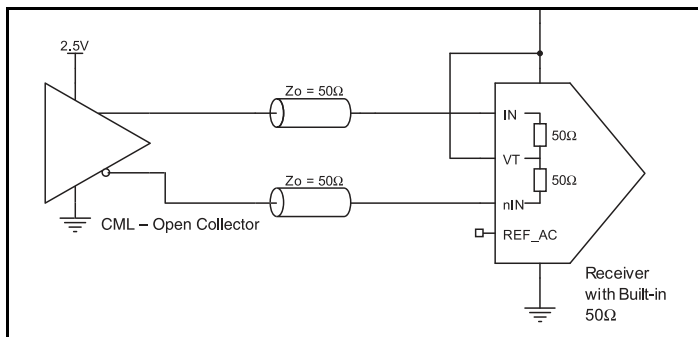 2.5V
Zo = 50Ω
IN
50Ω
VT
Zo = 50Ω
50Ω
nIN
CML – Open Collector
REF_AC
Receiver
with Built-in
50Ω